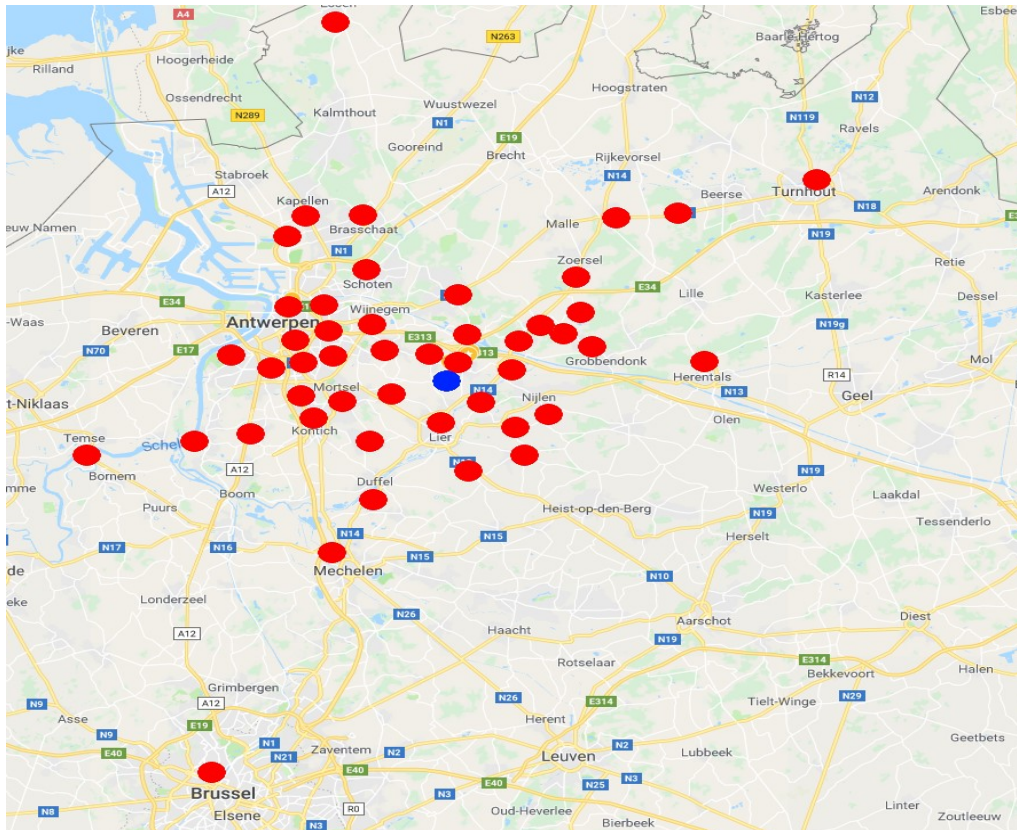 A4
Essen
Esbee
jke
Rilland
Hoogerheide
N263
Baarle-Hertog
Ossendrecht
Hoogstraten
N12
N289
Kalmthout
Wuustwezel
N1
N119
Ravels
Gooreind
E19
Brecht
Rijkevorsel
Stabroek
N14
A12
Kapellen
Beerse
Turnhout
Arendonk
N18
euw Namen
Brasschaat
Malle
N19
N1
Zoersel
Retie
Schoten
E34
Lille
Kasterlee
Dessel
E34
Wijnegem
-Waas
Beveren
Antwerpen
N19g
E313
N70
E17
313
Grobbendonk
Mol
Herentals
R14
Mortsel
N14
N13
Geel
Nijlen
t-Niklaas
Olen
Temse
Kontich
Lier
Schel
A12
N19
mme
Bornem
Boom
Duffel
Westerlo
Laakdal
Puurs
Heist-op-den-Berg
N19
Tessenderlo
N14
N15
Herselt
N17
N16
N15
de
Mechelen
N10
eke
Londerzeel
N26
Aarschot
Diest
A12
Haacht
N19
Rotselaar
E314
Halen
Bekkevoort
Grimbergen
N26
E314
Tielt-Winge
N29
N9
A12
Asse
Herent
E19
N9
N1
Zaventem
N2
N2
Geetbets
E40
N21
Leuven
Lubbeek
E40
E40
N25
N3
Brussel
N3
Linter
N8
Elsene
R0
Oud-Heverlee
N3
Bierbeek
Zoutleeuw